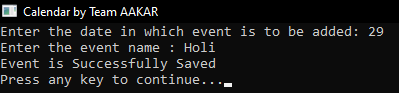 Calendar by Team AAKAR
Enter the date in which event is to be added: 29
Enter the event name : Holi
Event is Successfully Saved
Press any key to continue...